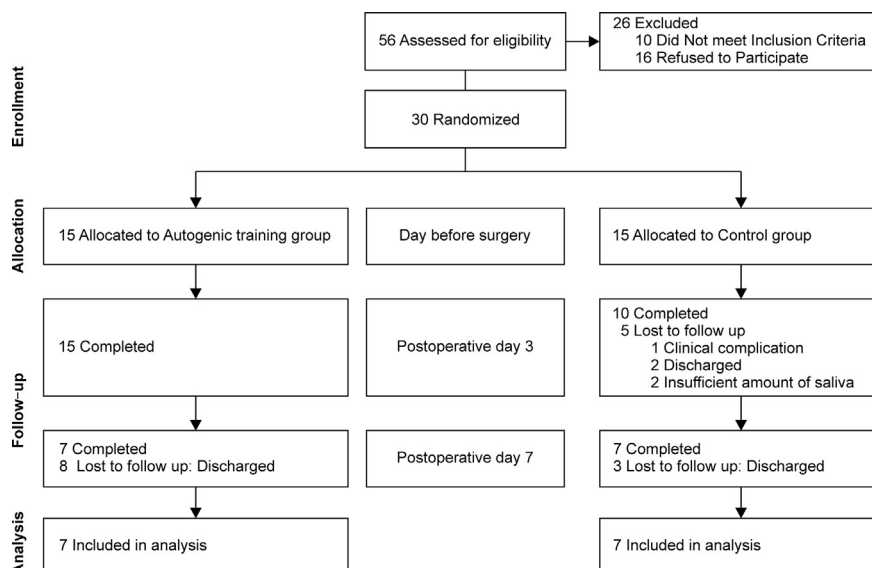 56 Assessed for eligibility
26 Excluded
10 Did Not meet Inclusion Criteria
16 Refused to Participate
Enrollment
30 Randomized
Allocation
15 Allocated to Autogenic training group
Day before surgery
15 Allocated to Control group
Follow-up
15 Completed
Postoperative day 3
10 Completed
5 Lost to follow up
1 Clinical complication
2 Discharged
2 Insufficient amount of saliva
7 Completed
8 Lost to follow up: Discharged
Postoperative day 7
7 Completed
3 Lost to follow up: Discharged
Analysis
7 Included in analysis
7 Included in analysis